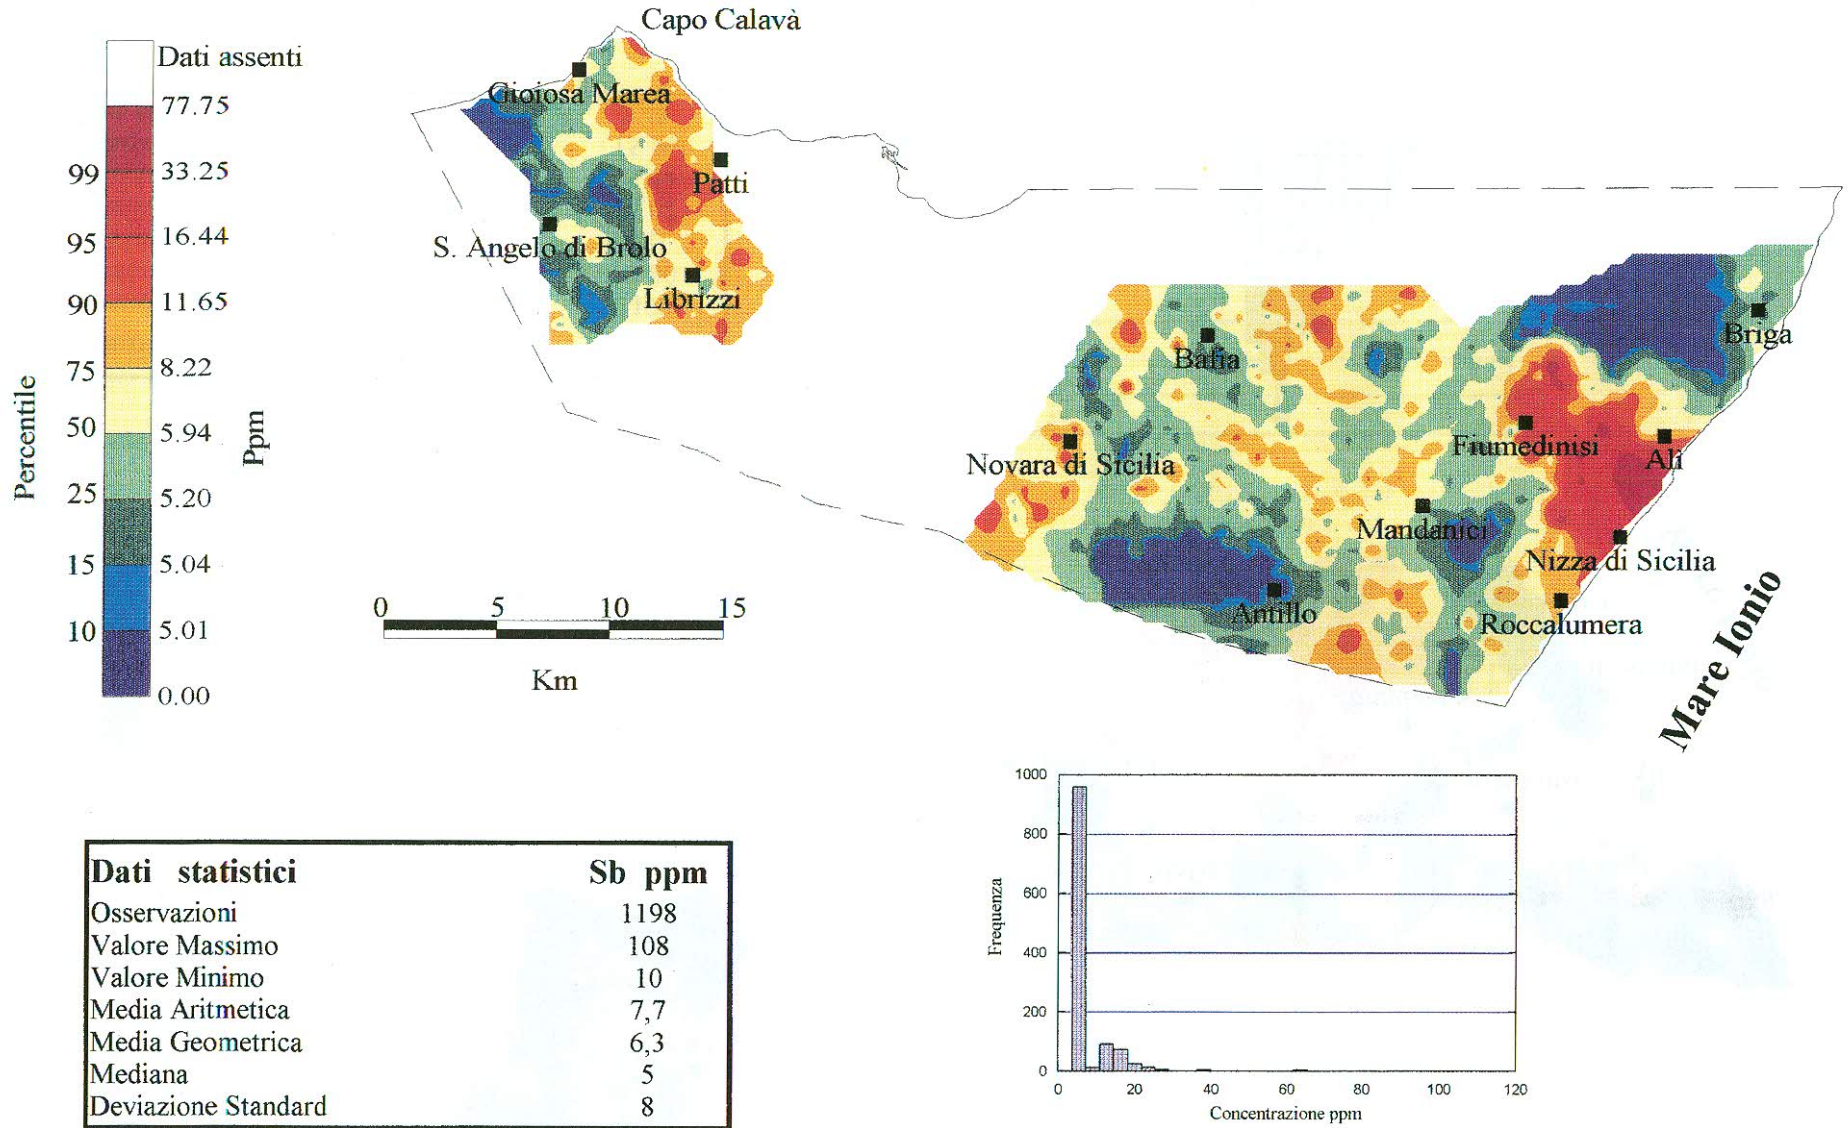 Capo Calavà
Dati assenti
77.75
33.25
16.44
11.65
8.22
5.94
5.20
5.04
5.01
0.00
99
95
90
75
50
25
15
10
Percentile
Ppm
Gioiosa Marea
Patti
S. Angelo di Brolo
Librizzi
Bafia
Briga
Novara di Sicilia
Fiumedinisi
Ali
Mandanici
Nizza di Sicilia
Antillo
Roccalumera
Mare Ionio
0 5 10 15
Km
Dati statistici Sb ppm
Osservazioni 1198
Valore Massimo 108
Valore Minimo 10
Media Aritmetica 7,7
Media Geometrica 6,3
Mediana 5
Deviazione Standard 8
1000
800
600
400
200
0
Frequenza
0 20 40 60 80 100 120
Concentrazione ppm